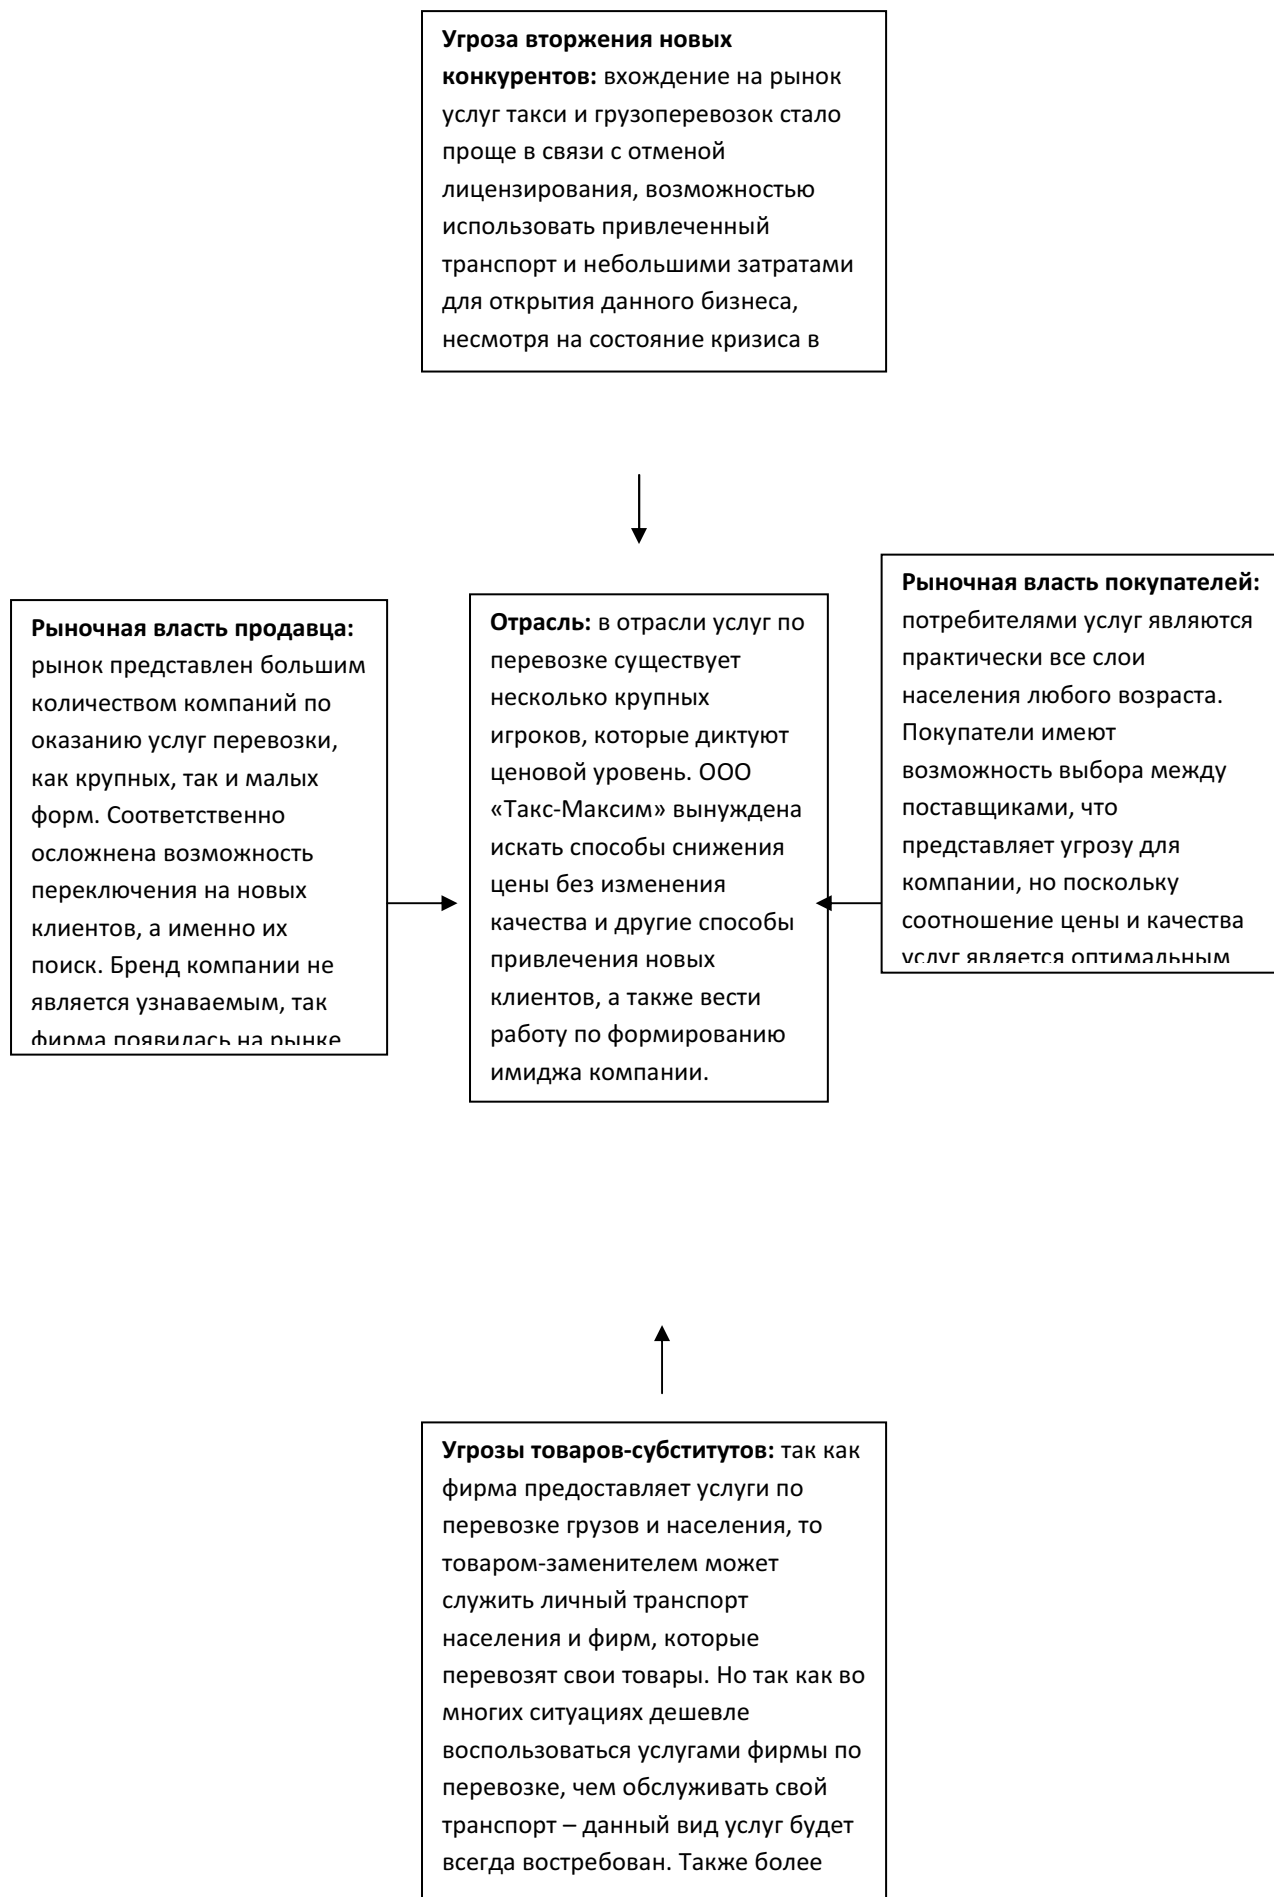 Угроза вторжения новых
конкурентов: вхождение на рынок
услуг такси и грузоперевозок стало
проще в связи с отменой
лицензирования, возможностью
использовать привлеченный
транспорт и небольшими затратами
для открытия данного бизнеса,
несмотря на состояние кризиса в
Рыночная власть продавца:
рынок представлен большим
количеством компаний по
оказанию услуг перевозки,
как крупных, так и малых
форм. Соответственно
осложнена возможность
переключения на новых
клиентов, а именно их
поиск. Бренд компании не
является узнаваемым, так
фирма появилась на рынке
Отрасль: в отрасли услуг по
перевозке существует
несколько крупных
игроков, которые диктуют
ценовой уровень. ООО
«Такс-Максим» вынуждена
искать способы снижения
цены без изменения
качества и другие способы
привлечения новых
клиентов, а также вести
работу по формированию
имиджа компании.
Рыночная власть покупателей:
потребителями услуг являются
практически все слои
населения любого возраста.
Покупатели имеют
возможность выбора между
поставщиками, что
представляет угрозу для
компании, но поскольку
соотношение цены и качества
услуг является оптимальным
Угрозы товаров-субститутов: так как
фирма предоставляет услуги по
перевозке грузов и населения, то
товаром-заменителем может
служить личный транспорт
населения и фирм, которые
перевозят свои товары. Но так как во
многих ситуациях дешевле
воспользоваться услугами фирмы по
перевозке, чем обслуживать свой
транспорт – данный вид услуг будет
всегда востребован. Также более